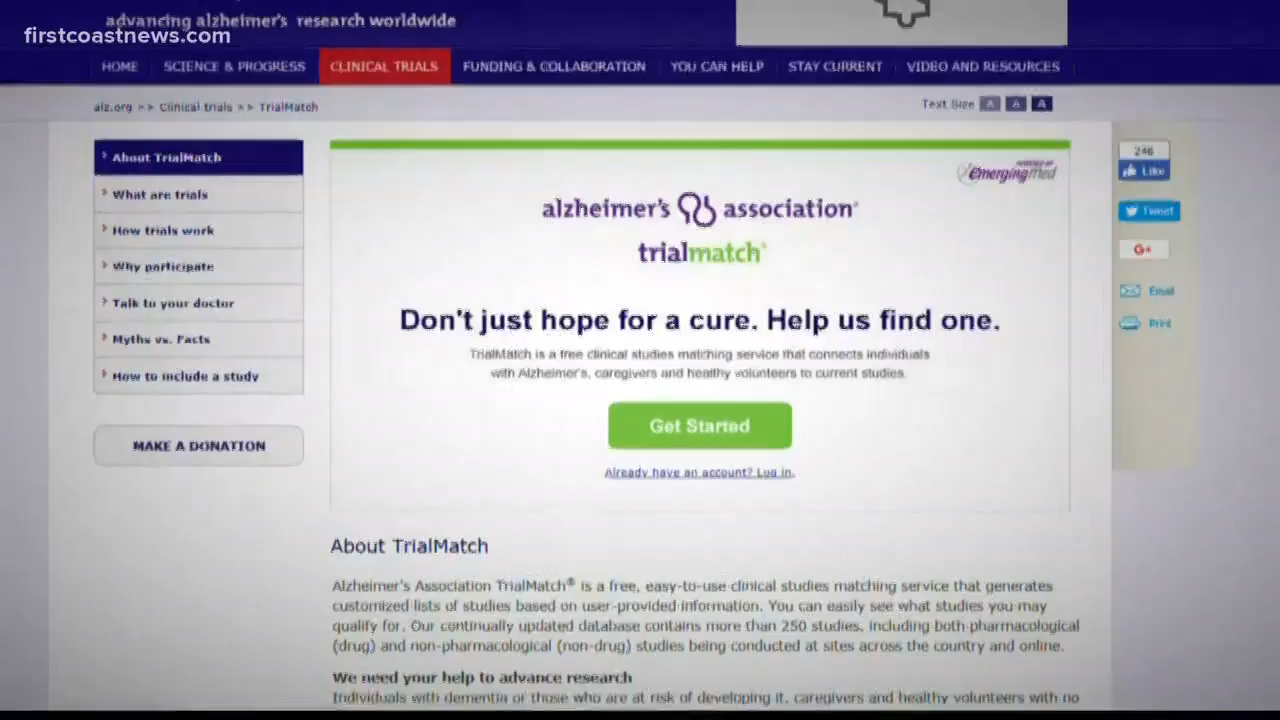 advancing alzheimer's research worldwide
firstcoastnews.com
HOME SCIENCE & PROGRESS CLINICAL TRIALS FUNDING & COLLABORATION YOU CAN HELP STAY CURRENT VIDEO AND RESOURCES
alz.org >> Clinical trials >> TrialMatch
Text Size A A A
About TrialMatch
What are trials
How trials work
Why participate
Talk to your doctor
Myths vs. Facts
How to include a study
MAKE A DONATION
POWERED BY
EmergingMed
alzheimer's association®
trialmatch®
Don't just hope for a cure. Help us find one.
TrialMatch is a free clinical studies matching service that connects individuals
with Alzheimer's, caregivers and healthy volunteers to current studies.
Get Started
Already have an account? Log in.
246
Like
Tweet
G+
Email
Print
About TrialMatch
Alzheimer's Association TrialMatch® is a free, easy-to-use clinical studies matching service that generates
customized lists of studies based on user-provided information. You can easily see what studies you may
qualify for. Our continually updated database contains more than 250 studies, including both pharmacological
(drug) and non-pharmacological (non-drug) studies being conducted at sites across the country and online.
We need your help to advance research
Individuals with dementia or those who are at risk of developing it, caregivers and healthy volunteers with no